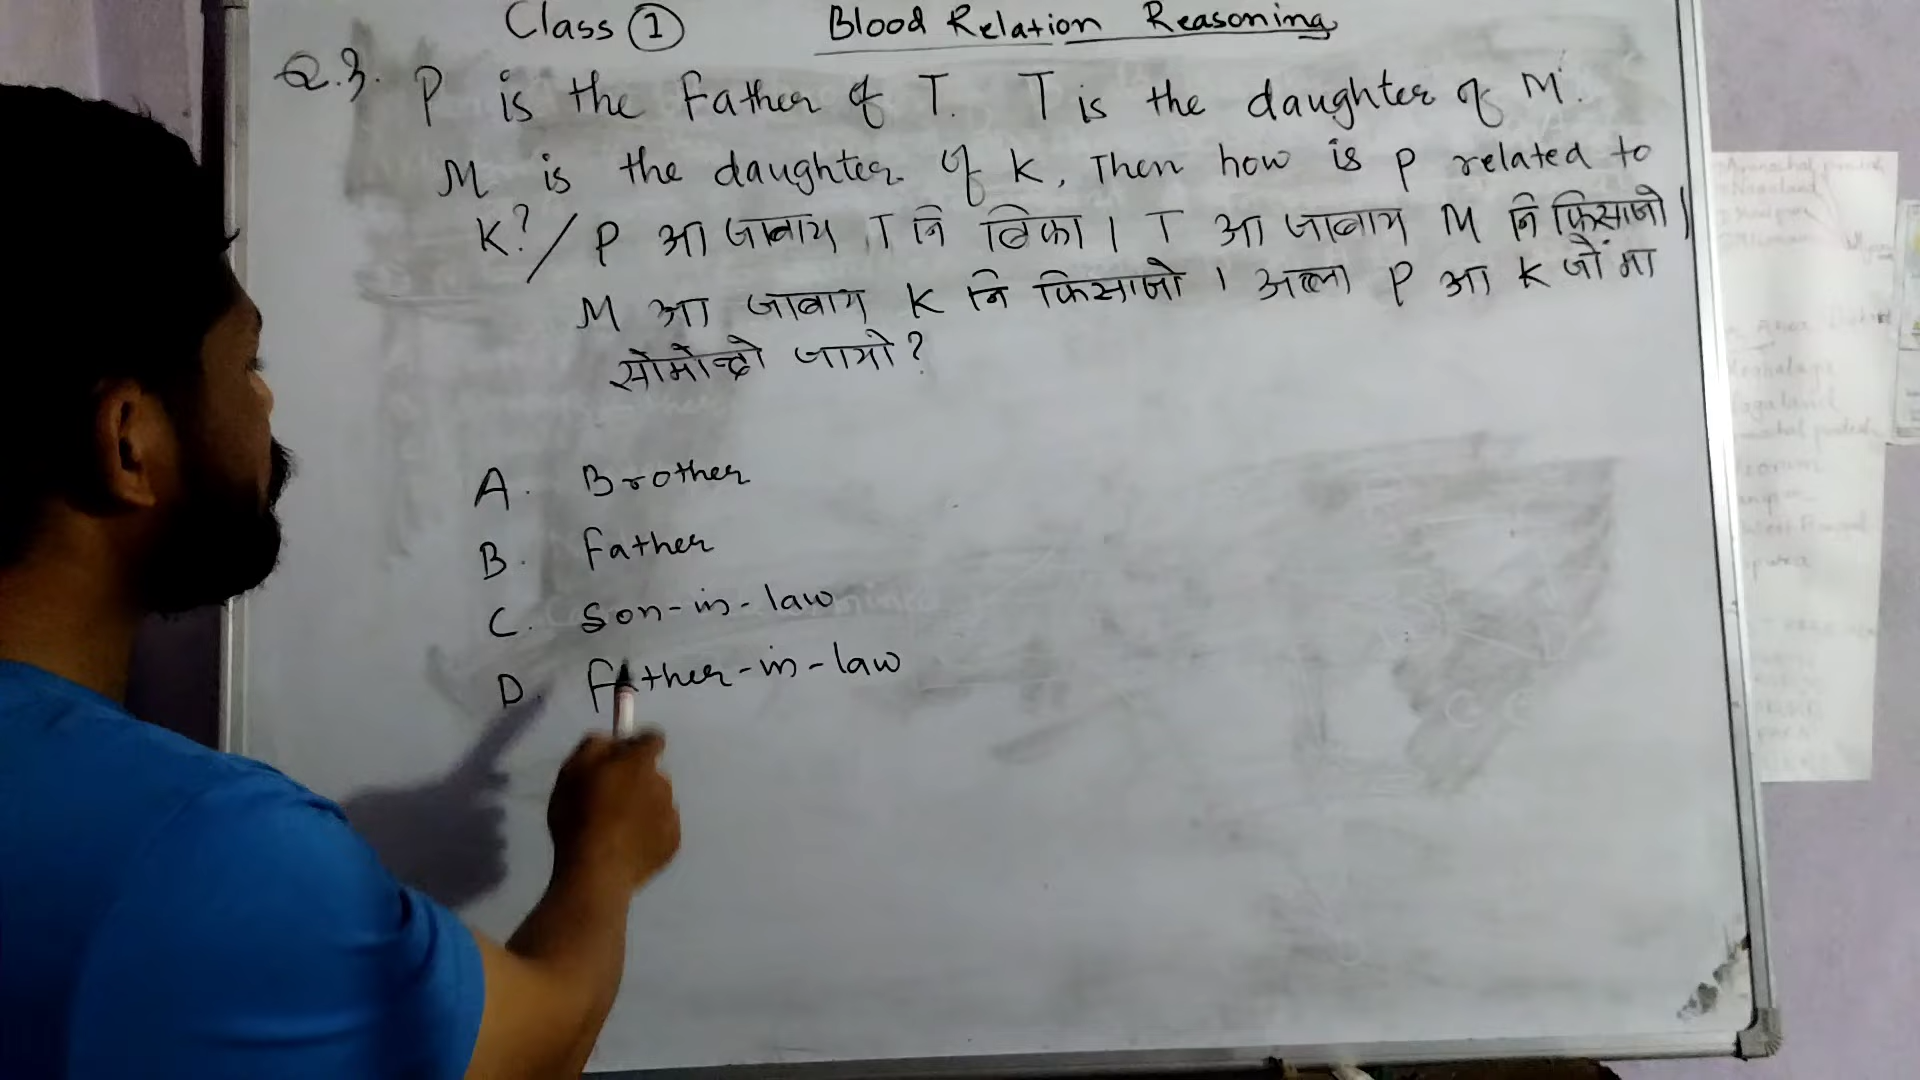 Class 1 Blood Relation Reasoning
Q.3. P is the Father of T. T is the daughter of M.
M is the daughter of K, Then how is P related to
K? / P आ जाबाय T नि बिफा। T आ जाबाय M नि फिसाजो।
M आ जाबाय K नि फिसाजो। अब्ला P आ K जों मा
सोमोन्दो जायो?
A. Brother
B. Father
C. Son-in-law
D. Father-in-law